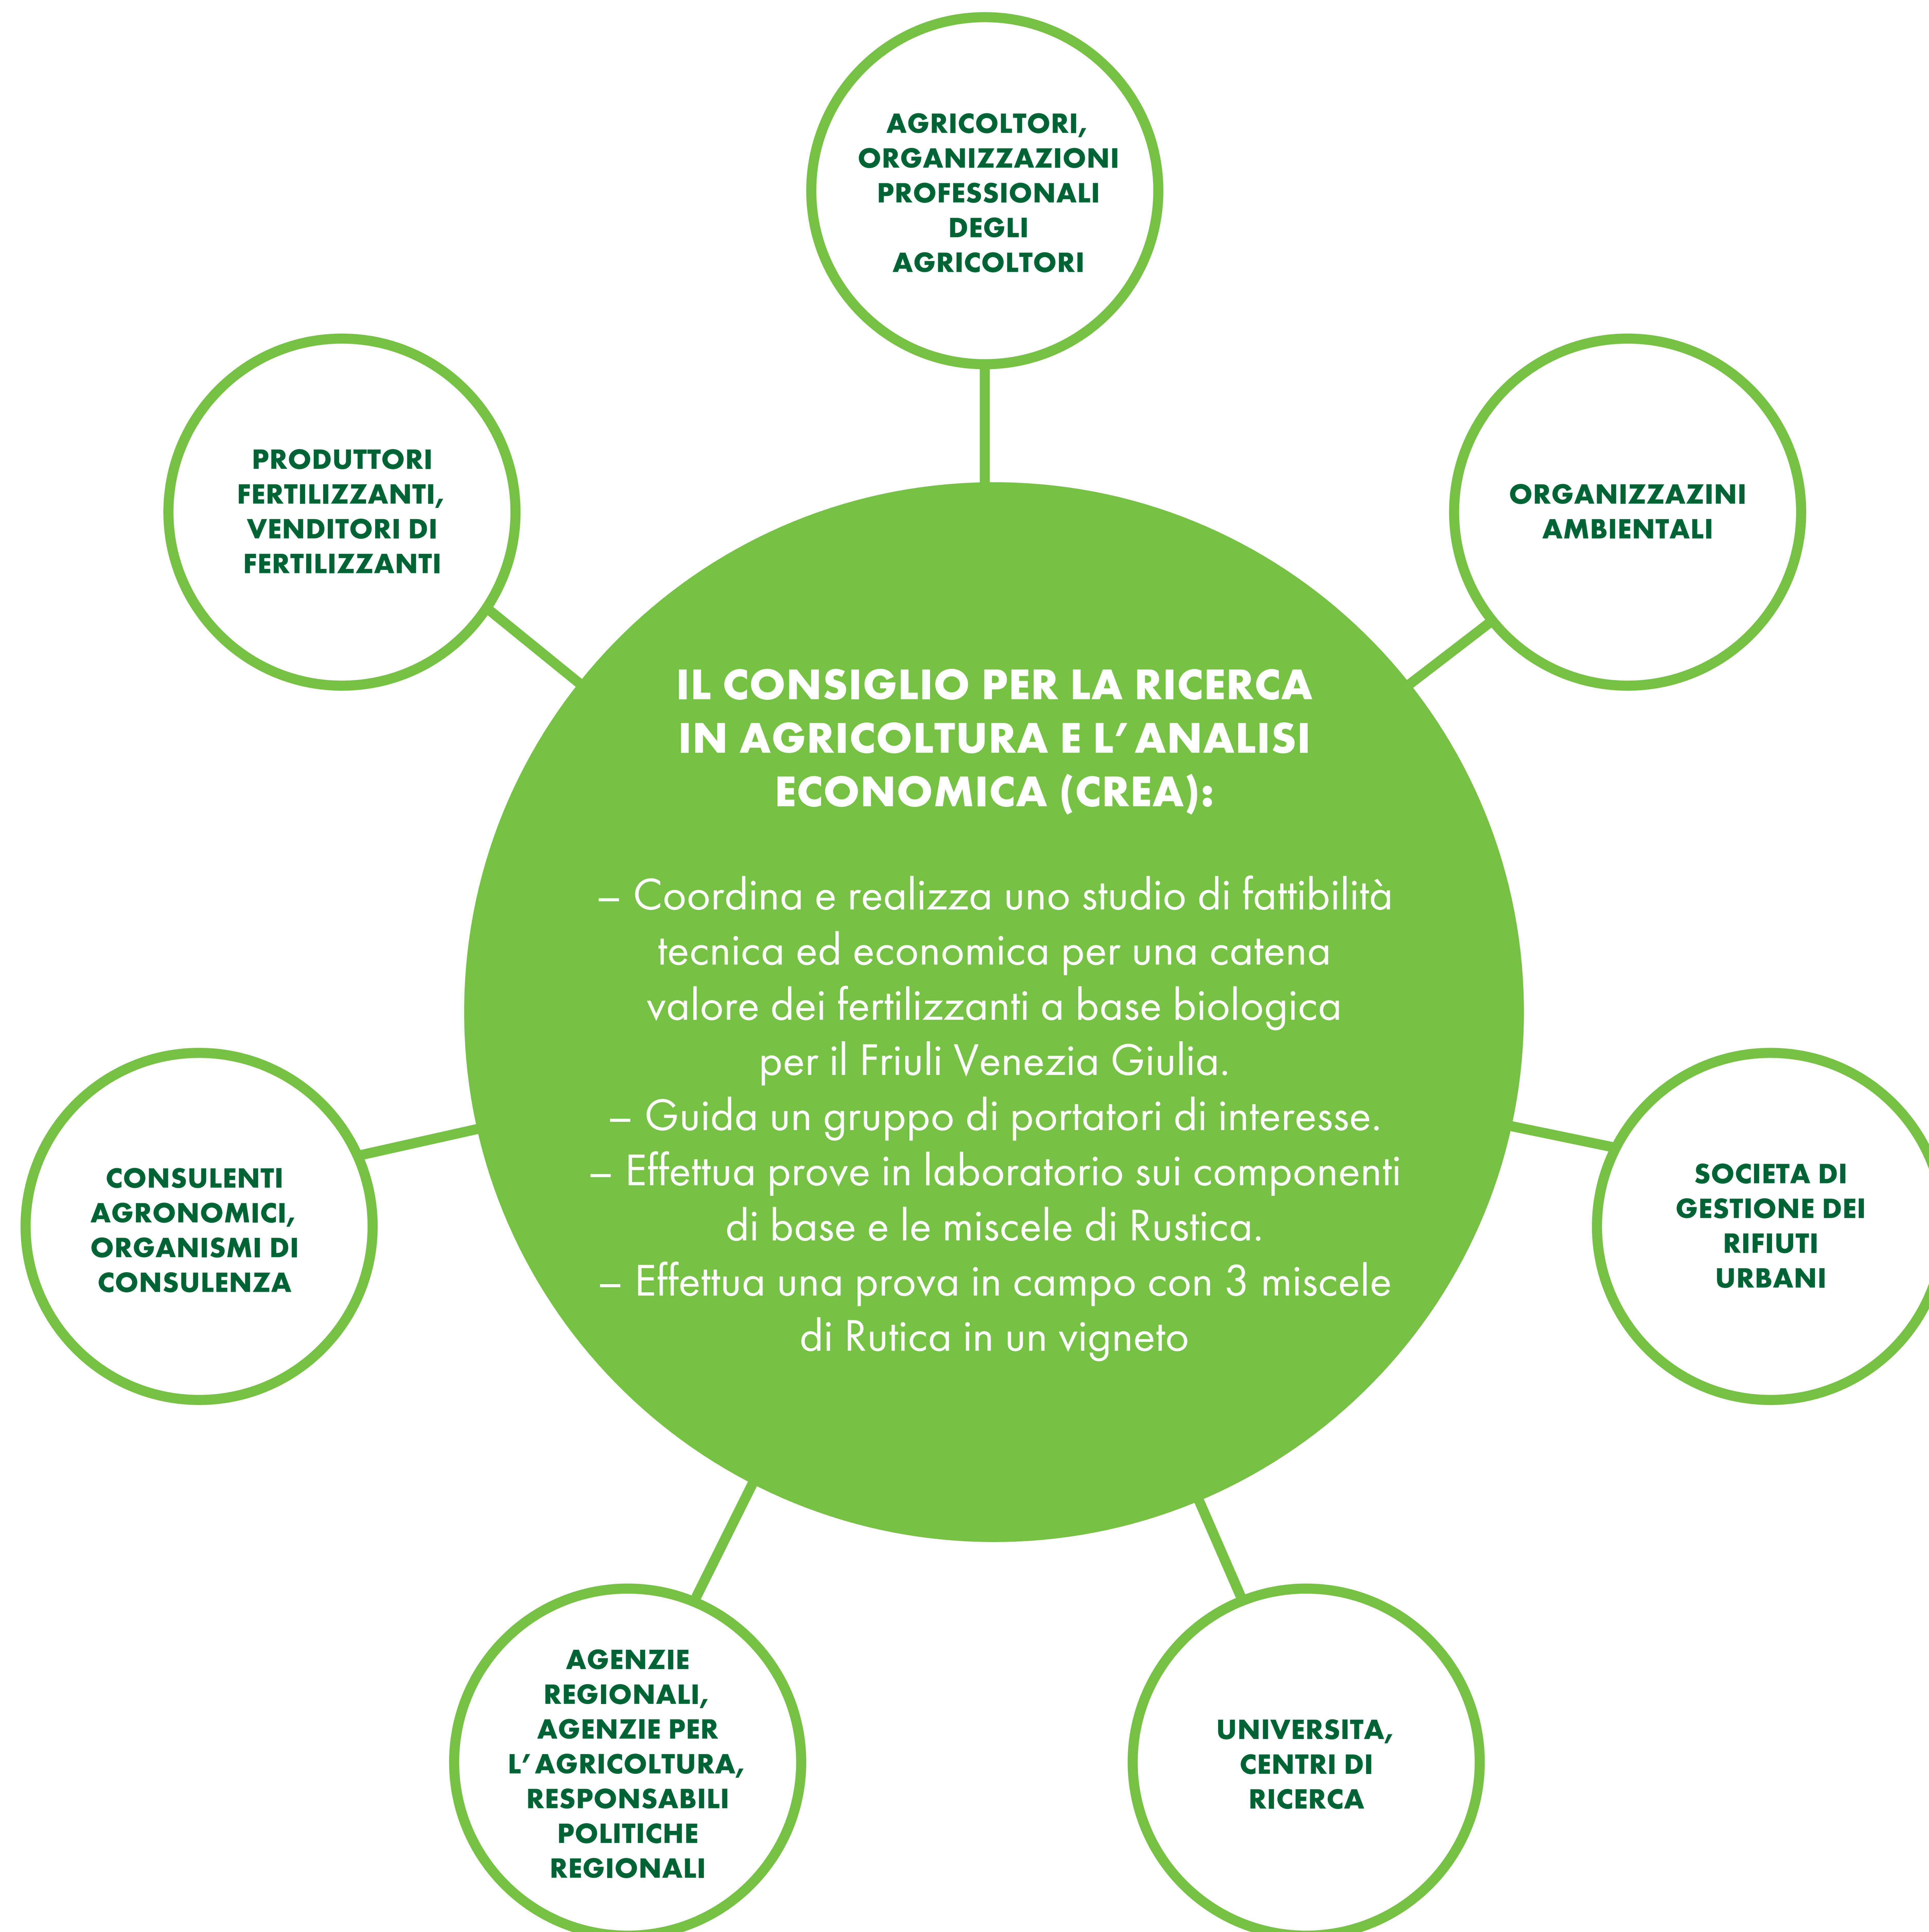 AGRICOLTORI,
ORGANIZZAZIONI
PROFESSIONALI
DEGLI
AGRICOLTORI
PRODUTTORI
FERTILIZZANTI,
VENDITORI DI
FERTILIZZANTI
ORGANIZZAZINI
AMBIENTALI
IL CONSIGLIO PER LA RICERCA
IN AGRICOLTURA E L’ANALISI
ECONOMICA (CREA):
– Coordina e realizza uno studio di fattibilità
tecnica ed economica per una catena
valore dei fertilizzanti a base biologica
per il Friuli Venezia Giulia.
– Guida un gruppo di portatori di interesse.
– Effettua prove in laboratorio sui componenti
di base e le miscele di Rustica.
– Effettua una prova in campo con 3 miscele
di Rutica in un vigneto
CONSULENTI
AGRONOMICI,
ORGANISMI DI
CONSULENZA
SOCIETA DI
GESTIONE DEI
RIFIUTI
URBANI
AGENZIE
REGIONALI,
AGENZIE PER
L’AGRICOLTURA,
RESPONSABILI
POLITICHE
REGIONALI
UNIVERSITA,
CENTRI DI
RICERCA